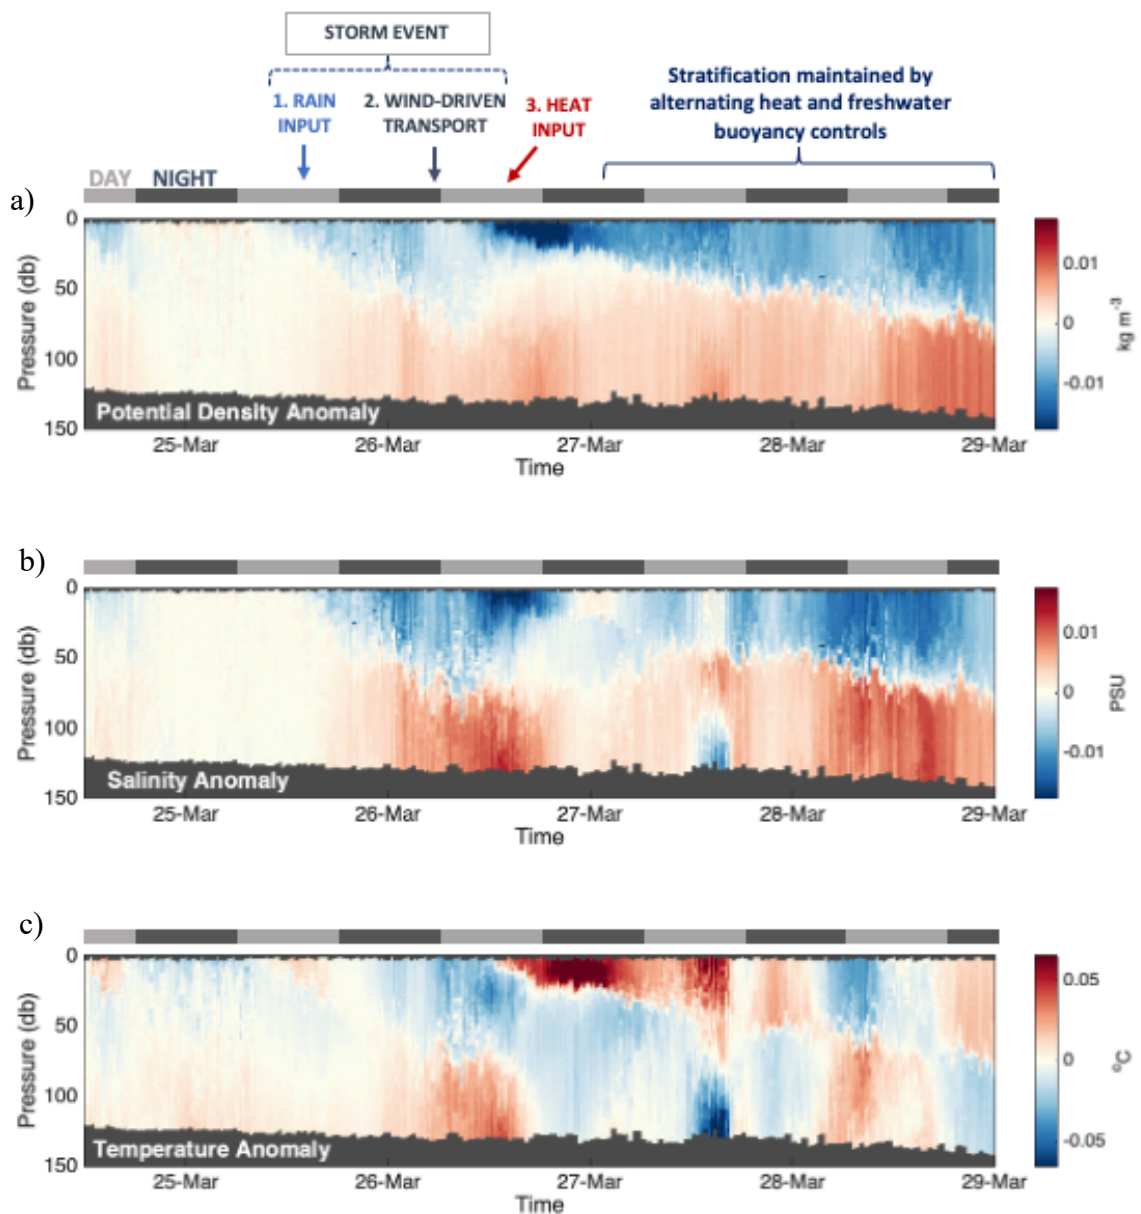 STORM EVENT
1. RAIN
INPUT
2. WIND-DRIVEN
TRANSPORT
3. HEAT
INPUT
Stratification maintained by
alternating heat and freshwater
buoyancy controls
DAY NIGHT
a)
0
50
100
150
Pressure (db)
Potential Density Anomaly
25-Mar
26-Mar
27-Mar
28-Mar
29-Mar
Time
0.01
0
-0.01
kg m⁻³
b)
0
50
100
150
Pressure (db)
Salinity Anomaly
25-Mar
26-Mar
27-Mar
28-Mar
29-Mar
Time
0.01
0
-0.01
PSU
c)
0
50
100
150
Pressure (db)
Temperature Anomaly
25-Mar
26-Mar
27-Mar
28-Mar
29-Mar
Time
0.05
0
-0.05
°C